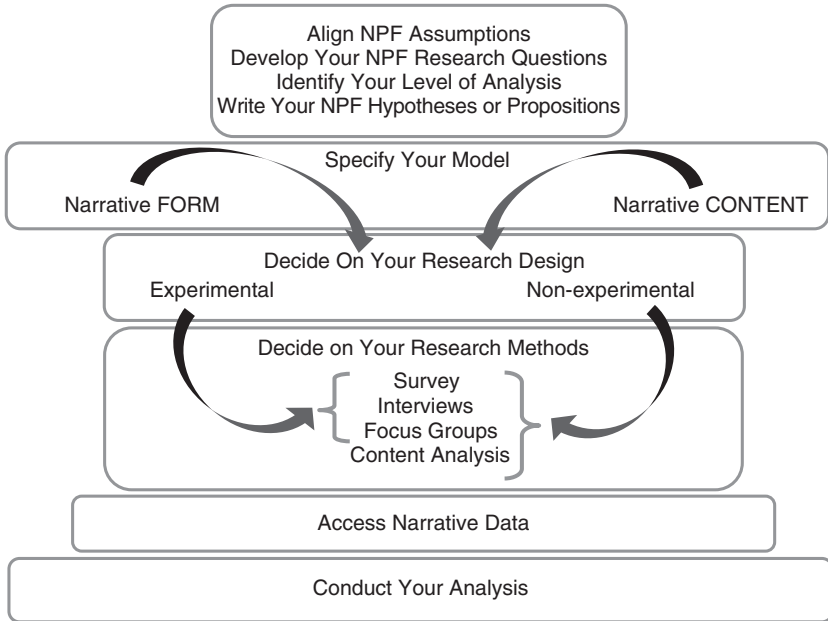 Align NPF Assumptions
Develop Your NPF Research Questions
Identify Your Level of Analysis
Write Your NPF Hypotheses or Propositions
Specify Your Model
Narrative FORM
Narrative CONTENT
Decide On Your Research Design
Experimental
Non-experimental
Decide on Your Research Methods
Survey
Interviews
Focus Groups
Content Analysis
Access Narrative Data
Conduct Your Analysis